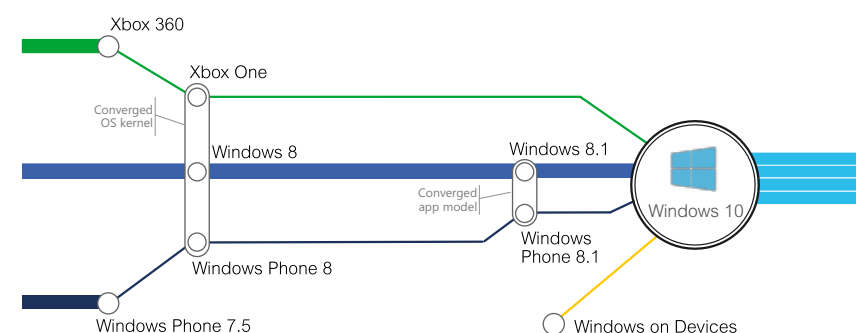 Xbox 360
Xbox One
Converged
OS kernel
Windows 8
Windows 8.1
Converged
app model
Windows 10
Windows
Phone 8.1
Windows Phone 8
Windows Phone 7.5
Windows on Devices